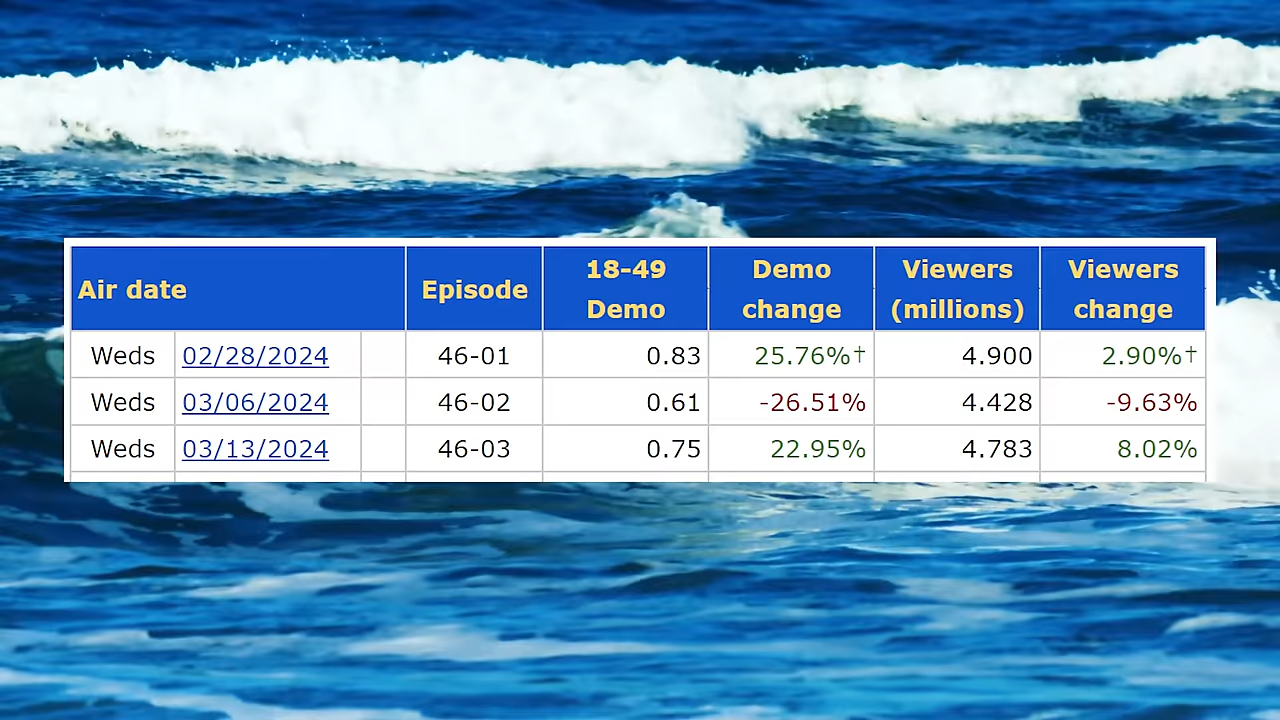 Air date Episode 18-49 Demo Demo change Viewers (millions) Viewers change
Weds 02/28/2024 46-01 0.83 25.76%† 4.900 2.90%†
Weds 03/06/2024 46-02 0.61 -26.51% 4.428 -9.63%
Weds 03/13/2024 46-03 0.75 22.95% 4.783 8.02%